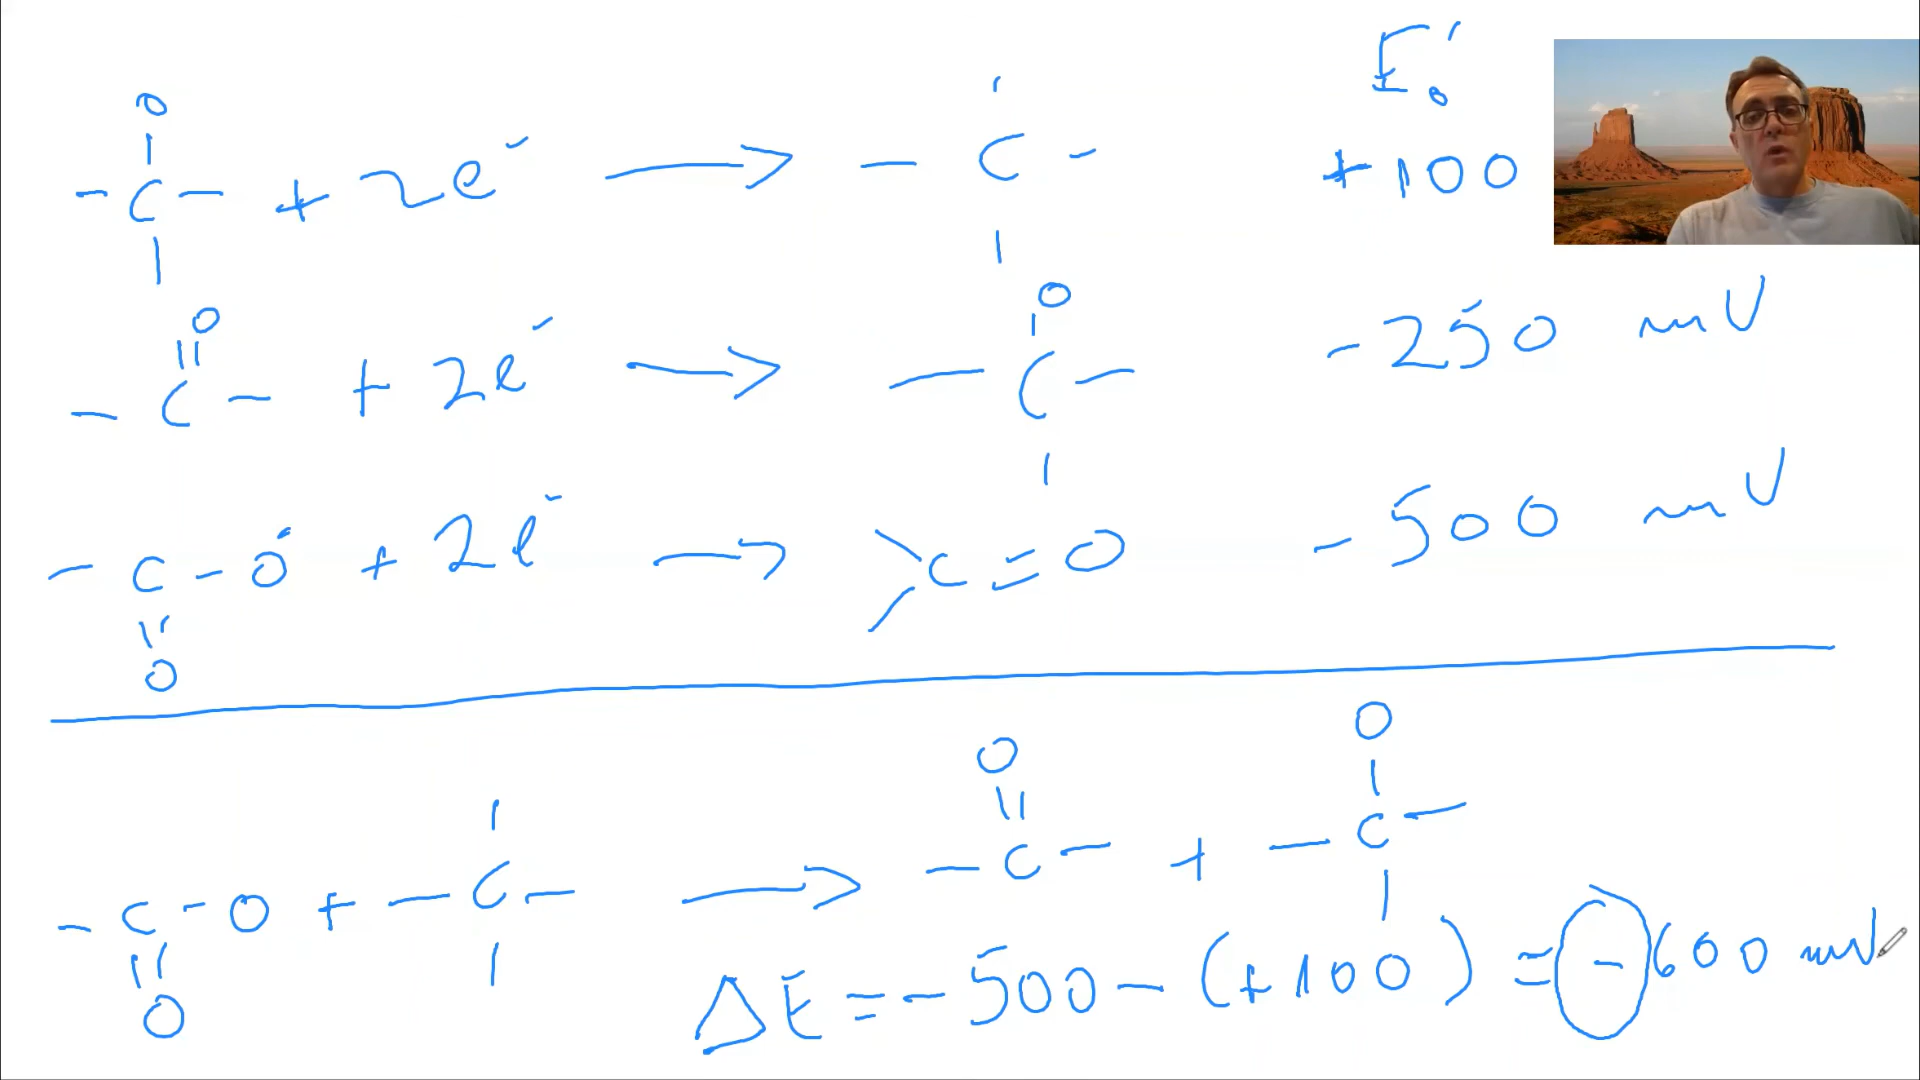 E₀'
O
|
- C - + 2e⁻ → - C - +100
|
O O
|| |
- C - + 2e⁻ → - C - -250 mV
|
- C - O⁻ + 2e⁻ → >C=O -500 mV
||
O
O O
|| |
- C - O + - C - → - C - + - C -
|| | |
O
ΔE = -500 - (+100) = -600 mV